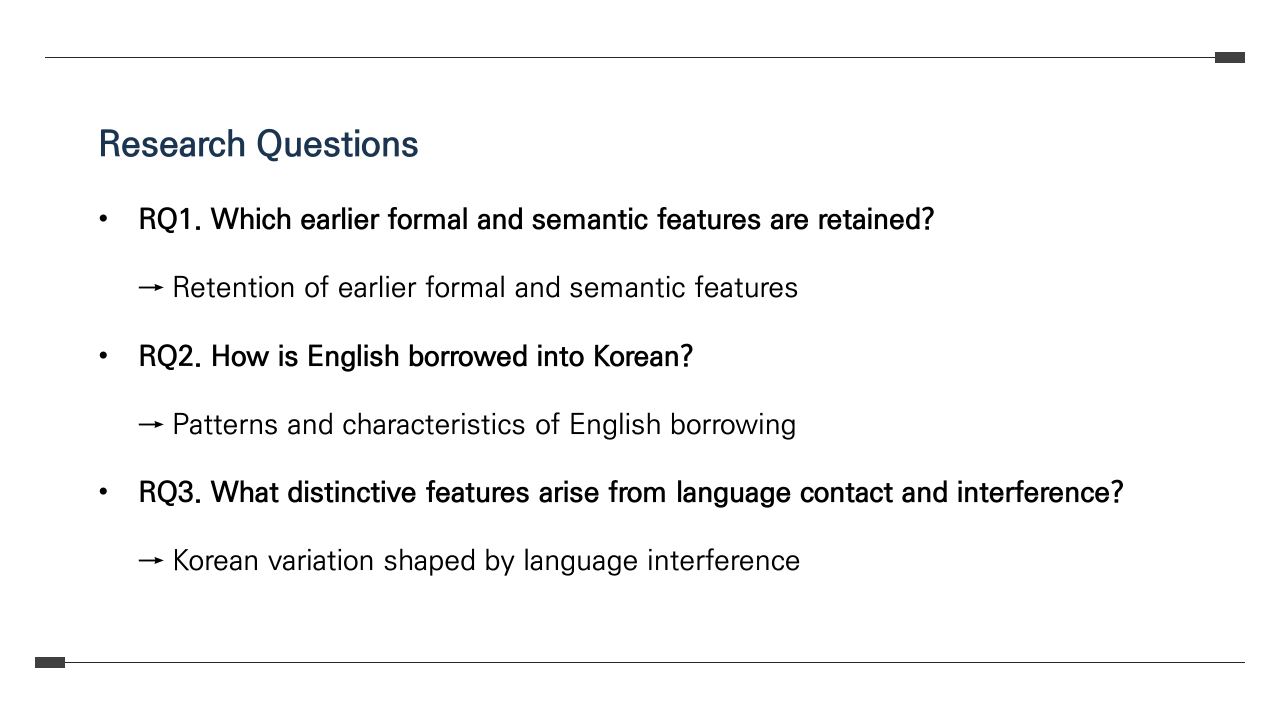 Research Questions
• RQ1. Which earlier formal and semantic features are retained?
→ Retention of earlier formal and semantic features
• RQ2. How is English borrowed into Korean?
→ Patterns and characteristics of English borrowing
• RQ3. What distinctive features arise from language contact and interference?
→ Korean variation shaped by language interference